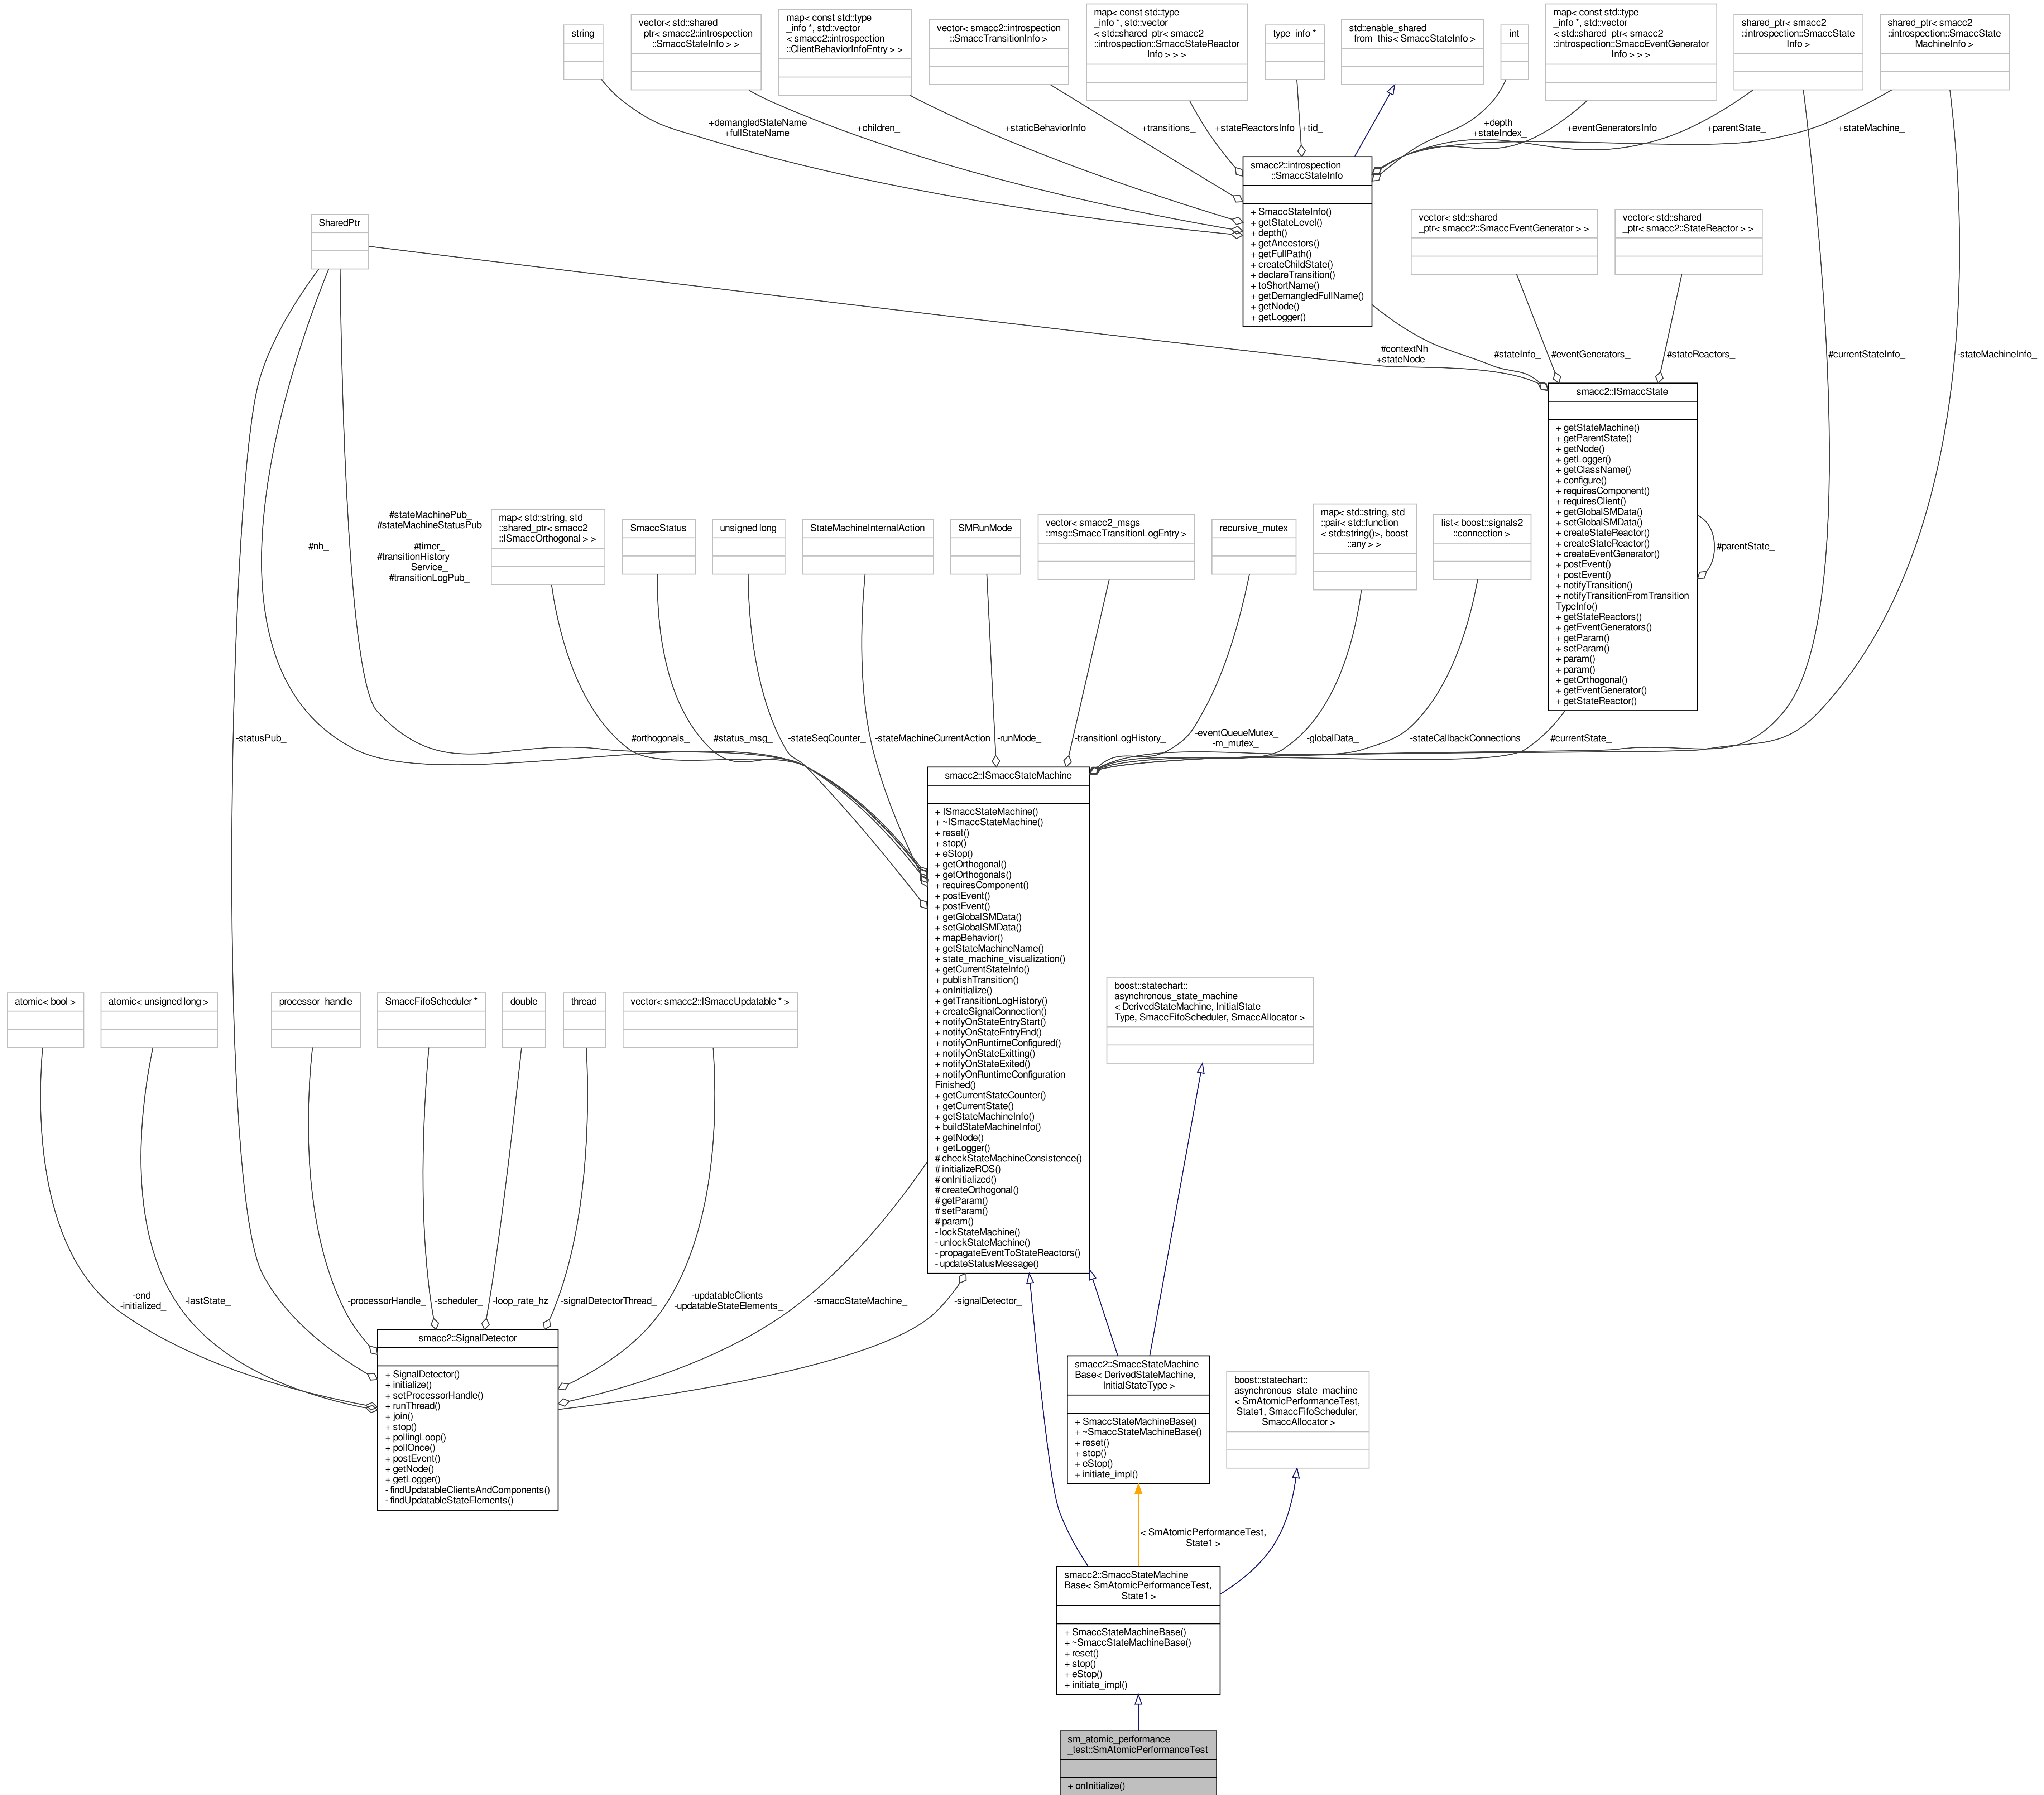 string
vector< std::shared
_ptr< smacc2::introspection
::SmaccStateInfo > >
map< const std::type
_info *, std::vector
< smacc2::introspection
::ClientBehaviorInfoEntry > >
vector< smacc2::introspection
::SmaccTransitionInfo >
map< const std::type
_info *, std::vector
< std::shared_ptr< smacc2
::introspection::SmaccStateReactor
Info > > >
type_info *
std::enable_shared
_from_this< SmaccStateInfo >
int
map< const std::type
_info *, std::vector
< std::shared_ptr< smacc2
::introspection::SmaccEventGenerator
Info > > >
shared_ptr< smacc2
::introspection::SmaccState
Info >
shared_ptr< smacc2
::introspection::SmaccState
MachineInfo >
+demangledStateName
+fullStateName
+children_
+staticBehaviorInfo
+transitions_
+stateReactorsInfo
+tid_
+depth_
+stateIndex_
+eventGeneratorsInfo
+parentState_
+stateMachine_
smacc2::introspection
::SmaccStateInfo
+ SmaccStateInfo()
+ getStateLevel()
+ depth()
+ getAncestors()
+ getFullPath()
+ createChildState()
+ declareTransition()
+ toShortName()
+ getDemangledFullName()
+ getNode()
+ getLogger()
SharedPtr
vector< std::shared
_ptr< smacc2::SmaccEventGenerator > >
vector< std::shared
_ptr< smacc2::StateReactor > >
#contextNh
+stateNode_
#stateInfo_
#eventGenerators_
#stateReactors_
#currentStateInfo_
-stateMachineInfo_
smacc2::ISmaccState
+ getStateMachine()
+ getParentState()
+ getNode()
+ getLogger()
+ getClassName()
+ configure()
+ requiresComponent()
+ requiresClient()
+ getGlobalSMData()
+ setGlobalSMData()
+ createStateReactor()
+ createStateReactor()
+ createEventGenerator()
+ postEvent()
+ postEvent()
+ notifyTransition()
+ notifyTransitionFromTransition
TypeInfo()
+ getStateReactors()
+ getEventGenerators()
+ getParam()
+ setParam()
+ param()
+ param()
+ getOrthogonal()
+ getEventGenerator()
+ getStateReactor()
#parentState_
#nh_
#stateMachinePub_
#stateMachineStatusPub
_
#timer_
#transitionHistory
Service_
#transitionLogPub_
map< std::string, std
::shared_ptr< smacc2
::ISmaccOrthogonal > >
SmaccStatus
unsigned long
StateMachineInternalAction
SMRunMode
vector< smacc2_msgs
::msg::SmaccTransitionLogEntry >
recursive_mutex
map< std::string, std
::pair< std::function
< std::string()>, boost
::any > >
list< boost::signals2
::connection >
-statusPub_
#orthogonals_
#status_msg_
-stateSeqCounter_
-stateMachineCurrentAction
-runMode_
-transitionLogHistory_
-eventQueueMutex_
-m_mutex_
-globalData_
-stateCallbackConnections
#currentState_
smacc2::ISmaccStateMachine
+ ISmaccStateMachine()
+ ~ISmaccStateMachine()
+ reset()
+ stop()
+ eStop()
+ getOrthogonal()
+ getOrthogonals()
+ requiresComponent()
+ postEvent()
+ postEvent()
+ getGlobalSMData()
+ setGlobalSMData()
+ mapBehavior()
+ getStateMachineName()
+ state_machine_visualization()
+ getCurrentStateInfo()
+ publishTransition()
+ onInitialize()
+ getTransitionLogHistory()
+ createSignalConnection()
+ notifyOnStateEntryStart()
+ notifyOnStateEntryEnd()
+ notifyOnRuntimeConfigured()
+ notifyOnStateExitting()
+ notifyOnStateExited()
+ notifyOnRuntimeConfiguration
Finished()
+ getCurrentStateCounter()
+ getCurrentState()
+ getStateMachineInfo()
+ buildStateMachineInfo()
+ getNode()
+ getLogger()
# checkStateMachineConsistence()
# initializeROS()
# onInitialized()
# createOrthogonal()
# getParam()
# setParam()
# param()
- lockStateMachine()
- unlockStateMachine()
- propagateEventToStateReactors()
- updateStatusMessage()
atomic< bool >
atomic< unsigned long >
processor_handle
SmaccFifoScheduler *
double
thread
vector< smacc2::ISmaccUpdatable * >
boost::statechart::
asynchronous_state_machine
< DerivedStateMachine, InitialState
Type, SmaccFifoScheduler, SmaccAllocator >
-end_
-initialized_
-lastState_
-processorHandle_
-scheduler_
-loop_rate_hz
-signalDetectorThread_
-updatableClients_
-updatableStateElements_
-smaccStateMachine_
-signalDetector_
smacc2::SignalDetector
+ SignalDetector()
+ initialize()
+ setProcessorHandle()
+ runThread()
+ join()
+ stop()
+ pollingLoop()
+ pollOnce()
+ postEvent()
+ getNode()
+ getLogger()
- findUpdatableClientsAndComponents()
- findUpdatableStateElements()
smacc2::SmaccStateMachine
Base< DerivedStateMachine,
InitialStateType >
+ SmaccStateMachineBase()
+ ~SmaccStateMachineBase()
+ reset()
+ stop()
+ eStop()
+ initiate_impl()
boost::statechart::
asynchronous_state_machine
< SmAtomicPerformanceTest,
State1, SmaccFifoScheduler,
SmaccAllocator >
< SmAtomicPerformanceTest,
State1 >
smacc2::SmaccStateMachine
Base< SmAtomicPerformanceTest,
State1 >
+ SmaccStateMachineBase()
+ ~SmaccStateMachineBase()
+ reset()
+ stop()
+ eStop()
+ initiate_impl()
sm_atomic_performance
_test::SmAtomicPerformanceTest
+ onInitialize()